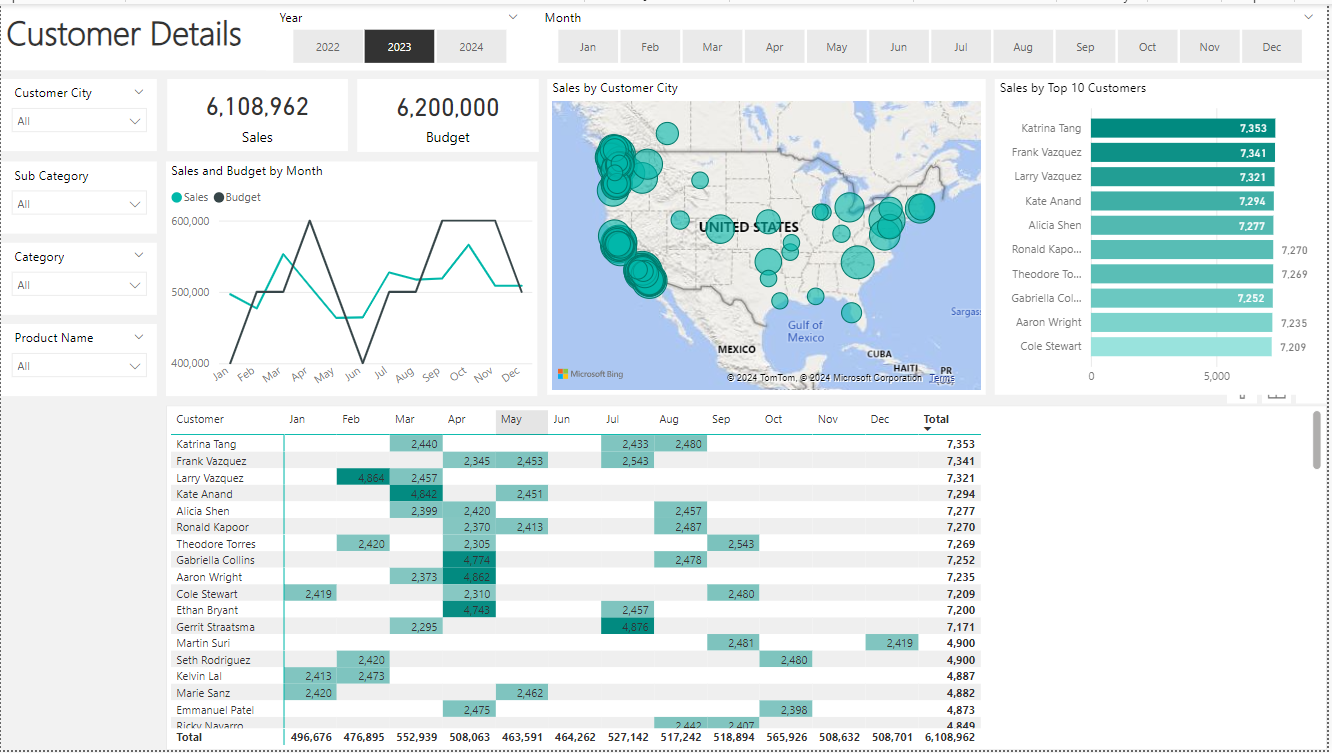 Customer Details
Year
2022 2023 2024
Month
Jan Feb Mar Apr May Jun Jul Aug Sep Oct Nov Dec
Customer City
All
Sub Category
All
Category
All
Product Name
All
6,108,962
Sales
6,200,000
Budget
Sales and Budget by Month
Sales Budget
600,000
500,000
400,000
Jan Feb Mar Apr May Jun Jul Aug Sep Oct Nov Dec
Sales by Customer City
UNITED STATES
Sargass
Gulf of
Mexico
MEXICO
CUBA
HAITI
PR
Microsoft Bing
© 2024 TomTom, © 2024 Microsoft Corporation Terms
Sales by Top 10 Customers
Katrina Tang 7,353
Frank Vazquez 7,341
Larry Vazquez 7,321
Kate Anand 7,294
Alicia Shen 7,277
Ronald Kapo... 7,270
Theodore To... 7,269
Gabriella Col... 7,252
Aaron Wright 7,235
Cole Stewart 7,209
0 5,000
Customer Jan Feb Mar Apr May Jun Jul Aug Sep Oct Nov Dec Total
Katrina Tang 2,440 2,433 2,480 7,353
Frank Vazquez 2,345 2,453 2,543 7,341
Larry Vazquez 4,864 2,457 7,321
Kate Anand 4,842 2,451 7,294
Alicia Shen 2,399 2,420 2,457 7,277
Ronald Kapoor 2,370 2,413 2,487 7,270
Theodore Torres 2,420 2,305 2,543 7,269
Gabriella Collins 4,774 2,478 7,252
Aaron Wright 2,373 4,862 7,235
Cole Stewart 2,419 2,310 2,480 7,209
Ethan Bryant 4,743 2,457 7,200
Gerrit Straatsma 2,295 4,876 7,171
Martin Suri 2,481 2,419 4,900
Seth Rodriguez 2,420 2,480 4,900
Kelvin Lal 2,413 2,473 4,887
Marie Sanz 2,420 2,462 4,882
Emmanuel Patel 2,475 2,398 4,873
Ricky Navarro 2,442 2,407 4,849
Total 496,676 476,895 552,939 508,063 463,591 464,262 527,142 517,242 518,894 565,926 508,632 508,701 6,108,962